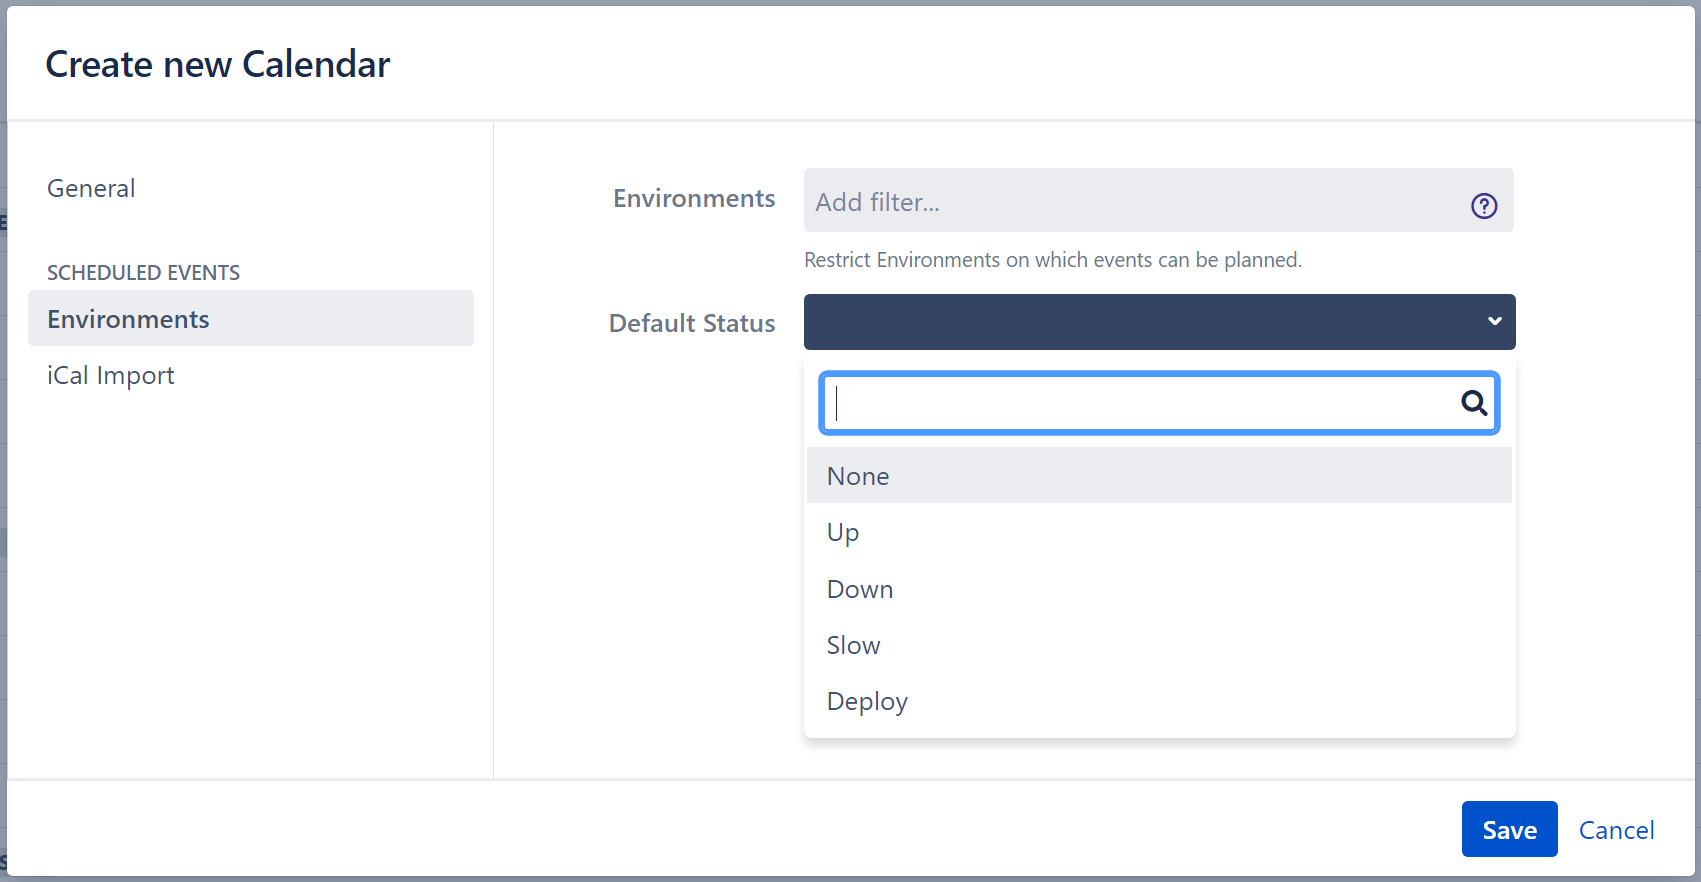 Create new Calendar
General
SCHEDULED EVENTS
Environments
iCal Import
Environments
Add filter...
Restrict Environments on which events can be planned.
Default Status
None
Up
Down
Slow
Deploy
Save
Cancel